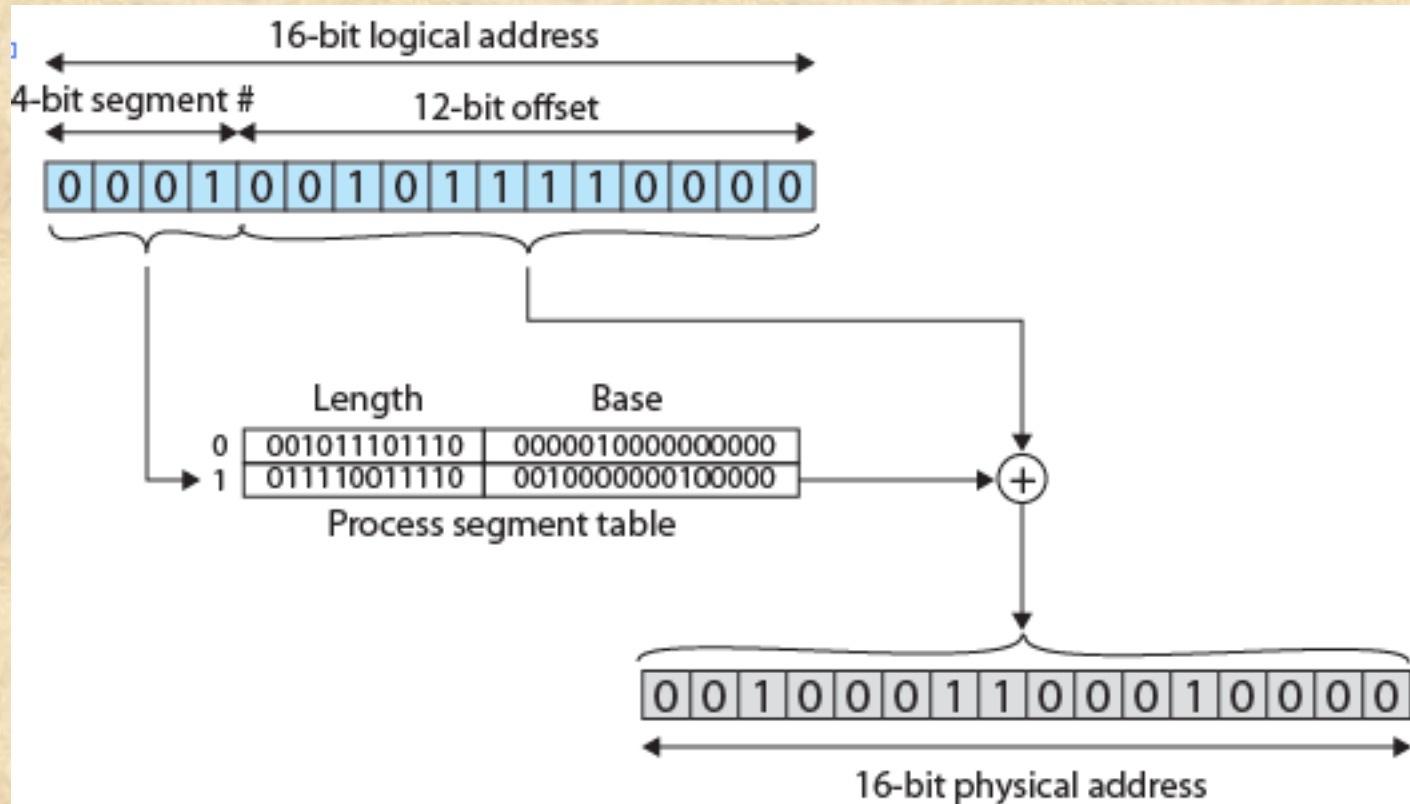 16-bit logical address
4-bit segment #
12-bit offset
0 0 0 1 0 0 1 0 1 1 1 1 0 0 0 0
Length Base
0 001011101110 0000010000000000
1 011110011110 0010000000100000
+
Process segment table
0 0 1 0 0 0 1 1 0 0 0 1 0 0 0 0
16-bit physical address